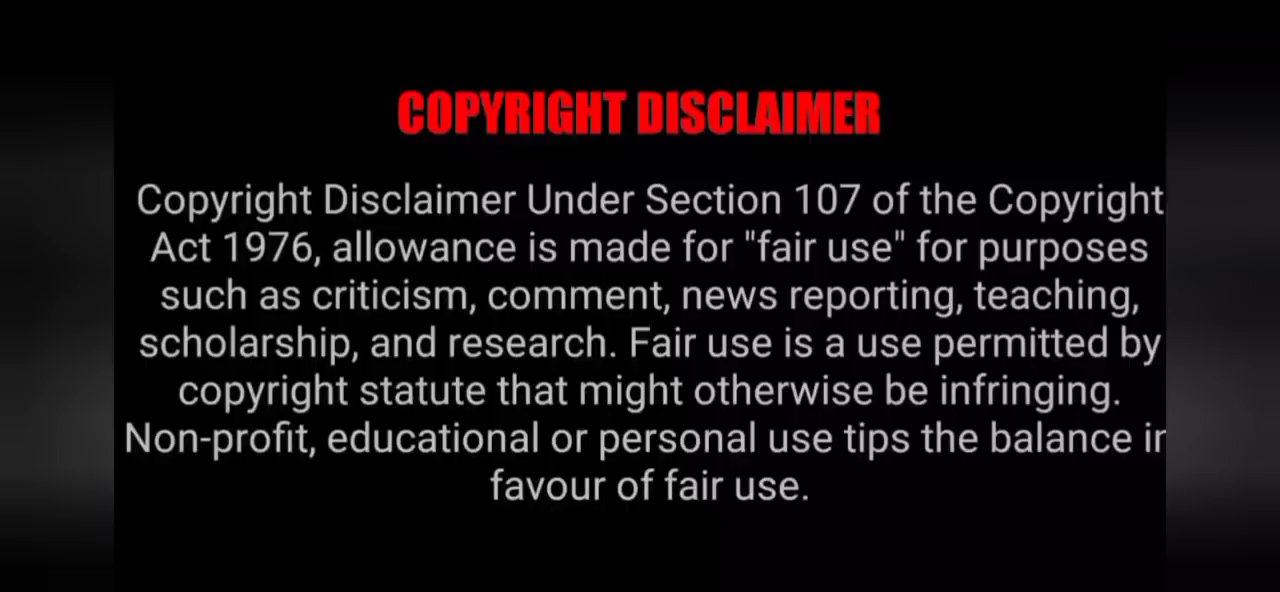 COPYRIGHT DISCLAIMER
Copyright Disclaimer Under Section 107 of the Copyright
Act 1976, allowance is made for "fair use" for purposes
such as criticism, comment, news reporting, teaching,
scholarship, and research. Fair use is a use permitted by
copyright statute that might otherwise be infringing.
Non-profit, educational or personal use tips the balance in
favour of fair use.